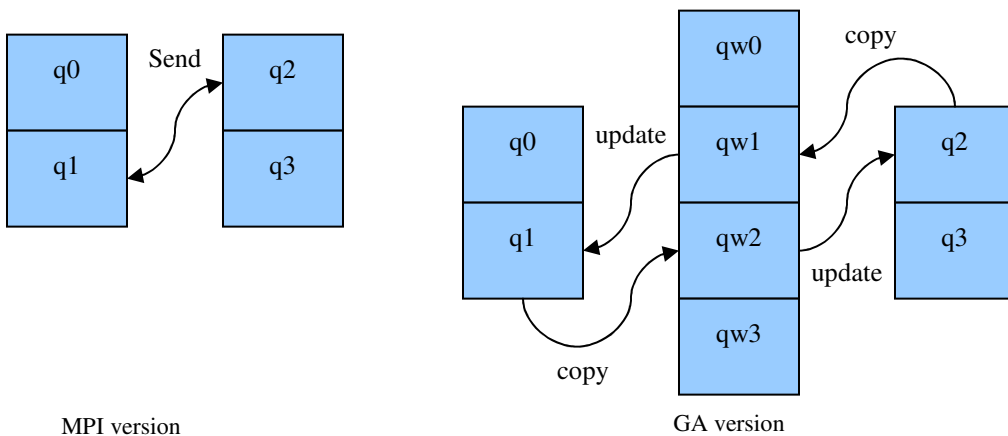 q0
q1
Send
q2
q3
MPI version
q0
q1
update
copy
qw0
qw1
qw2
qw3
copy
update
q2
q3
GA version